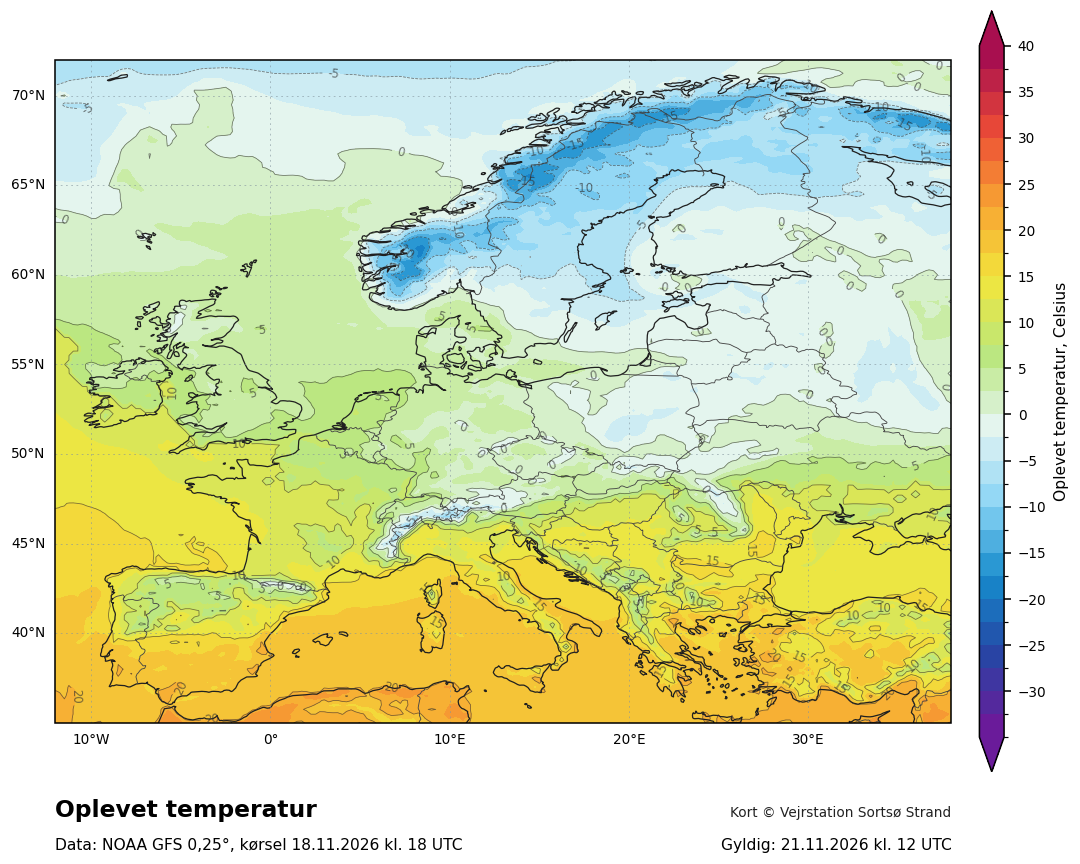 70°N
65°N
60°N
55°N
50°N
45°N
40°N
10°W
0°
10°E
20°E
30°E
40
35
30
25
20
15
10
5
0
−5
−10
−15
−20
−25
−30
Oplevet temperatur, Celsius
Oplevet temperatur
Kort © Vejrstation Sortsø Strand
Data: NOAA GFS 0,25°, kørsel 18.11.2026 kl. 18 UTC
Gyldig: 21.11.2026 kl. 12 UTC